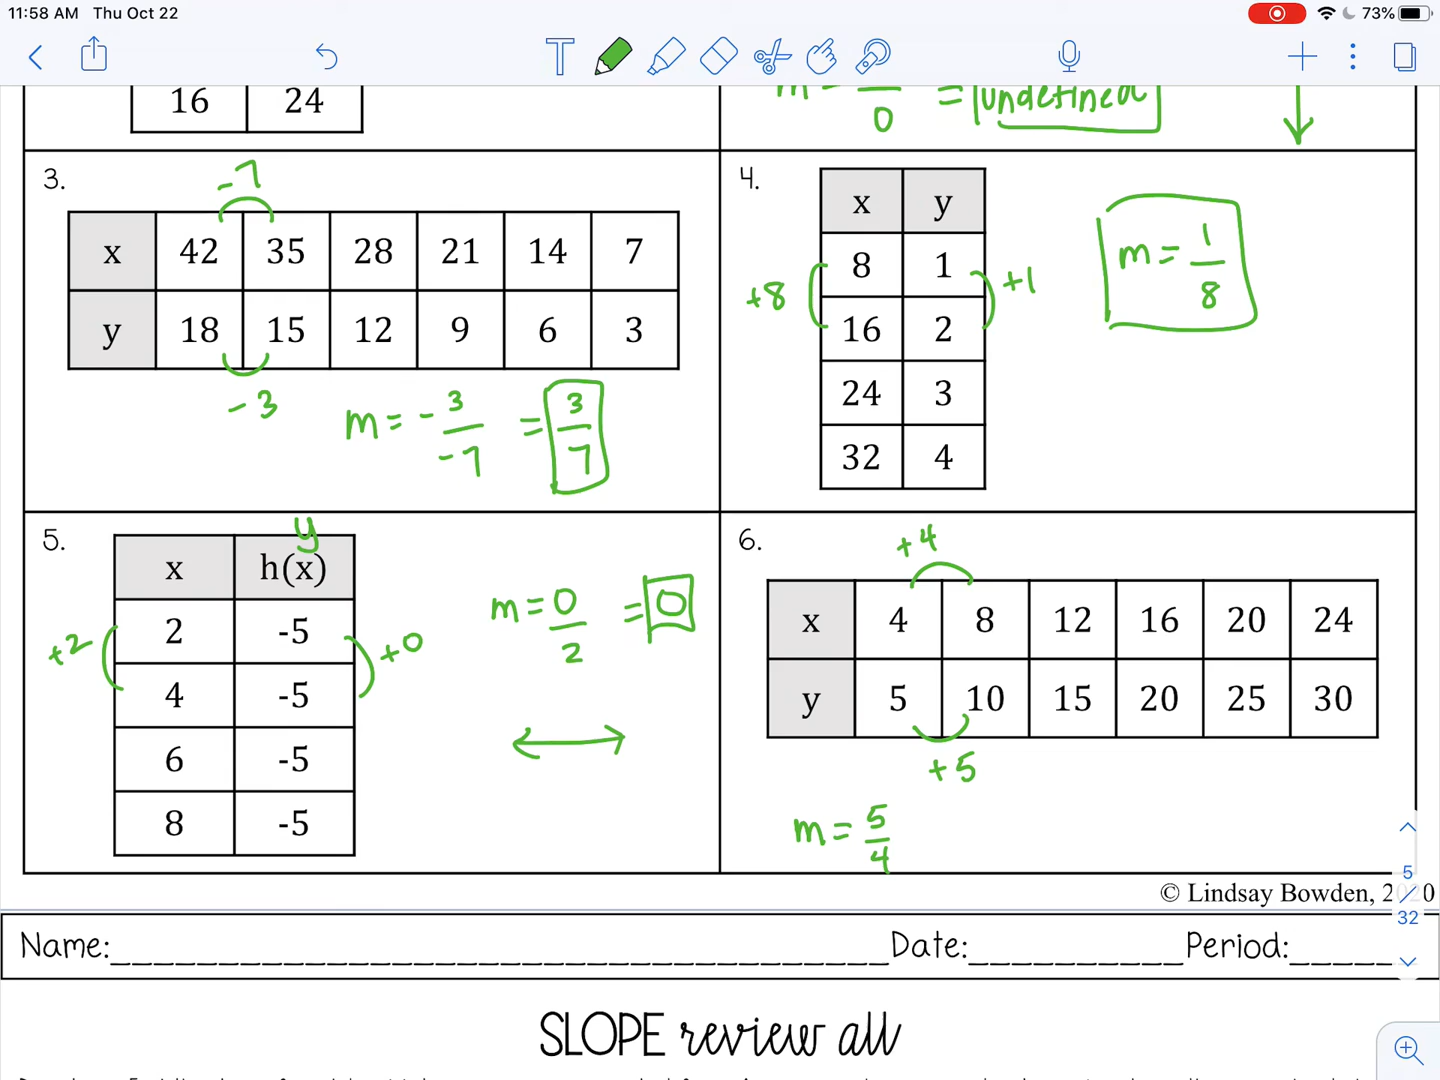 11:58 AM Thu Oct 22
73%
T
16 24
m = 0 = undefined
3.
-7
x 42 35 28 21 14 7
y 18 15 12 9 6 3
-3
m = -3/-7 = 3/7
4.
x y
8 1
16 2
24 3
32 4
+8
+1
m = 1/8
5.
y
x h(x)
2 -5
4 -5
6 -5
8 -5
+2
+0
m = 0/2 = 0
6.
+4
x 4 8 12 16 20 24
y 5 10 15 20 25 30
+5
m = 5/4
5
/
32
© Lindsay Bowden, 2020
Name: Date: Period:
SLOPE review all